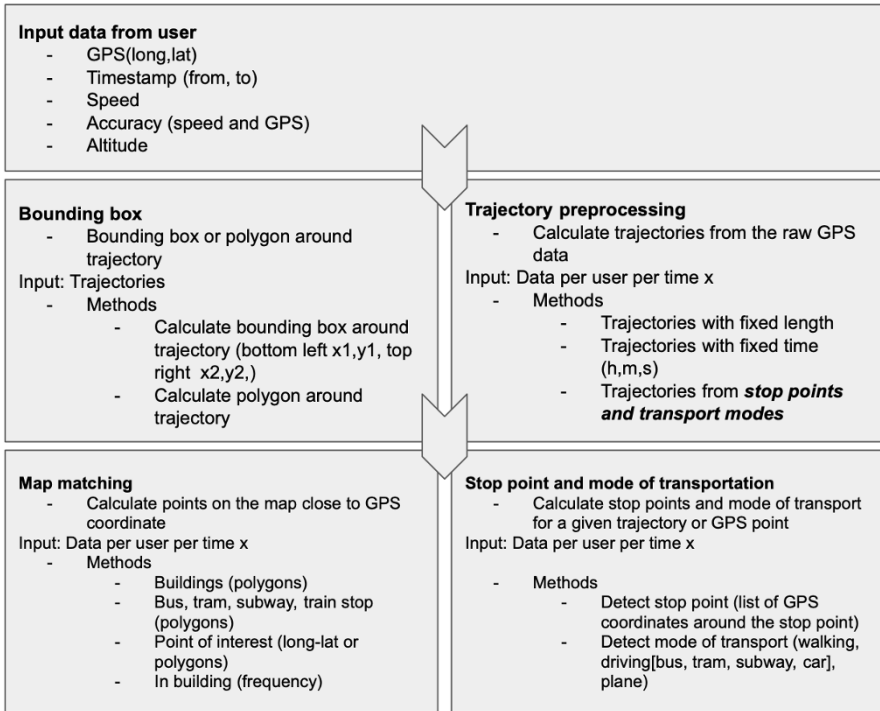 Input data from user
- GPS(long,lat)
- Timestamp (from, to)
- Speed
- Accuracy (speed and GPS)
- Altitude
Bounding box
- Bounding box or polygon around
trajectory
Input: Trajectories
- Methods
- Calculate bounding box around
trajectory (bottom left x1,y1, top
right x2,y2,)
- Calculate polygon around
trajectory
Trajectory preprocessing
- Calculate trajectories from the raw GPS
data
Input: Data per user per time x
- Methods
- Trajectories with fixed length
- Trajectories with fixed time
(h,m,s)
- Trajectories from stop points
and transport modes
Map matching
- Calculate points on the map close to GPS
coordinate
Input: Data per user per time x
- Methods
- Buildings (polygons)
- Bus, tram, subway, train stop
(polygons)
- Point of interest (long-lat or
polygons)
- In building (frequency)
Stop point and mode of transportation
- Calculate stop points and mode of transport
for a given trajectory or GPS point
Input: Data per user per time x
- Methods
- Detect stop point (list of GPS
coordinates around the stop point)
- Detect mode of transport (walking,
driving[bus, tram, subway, car],
plane)